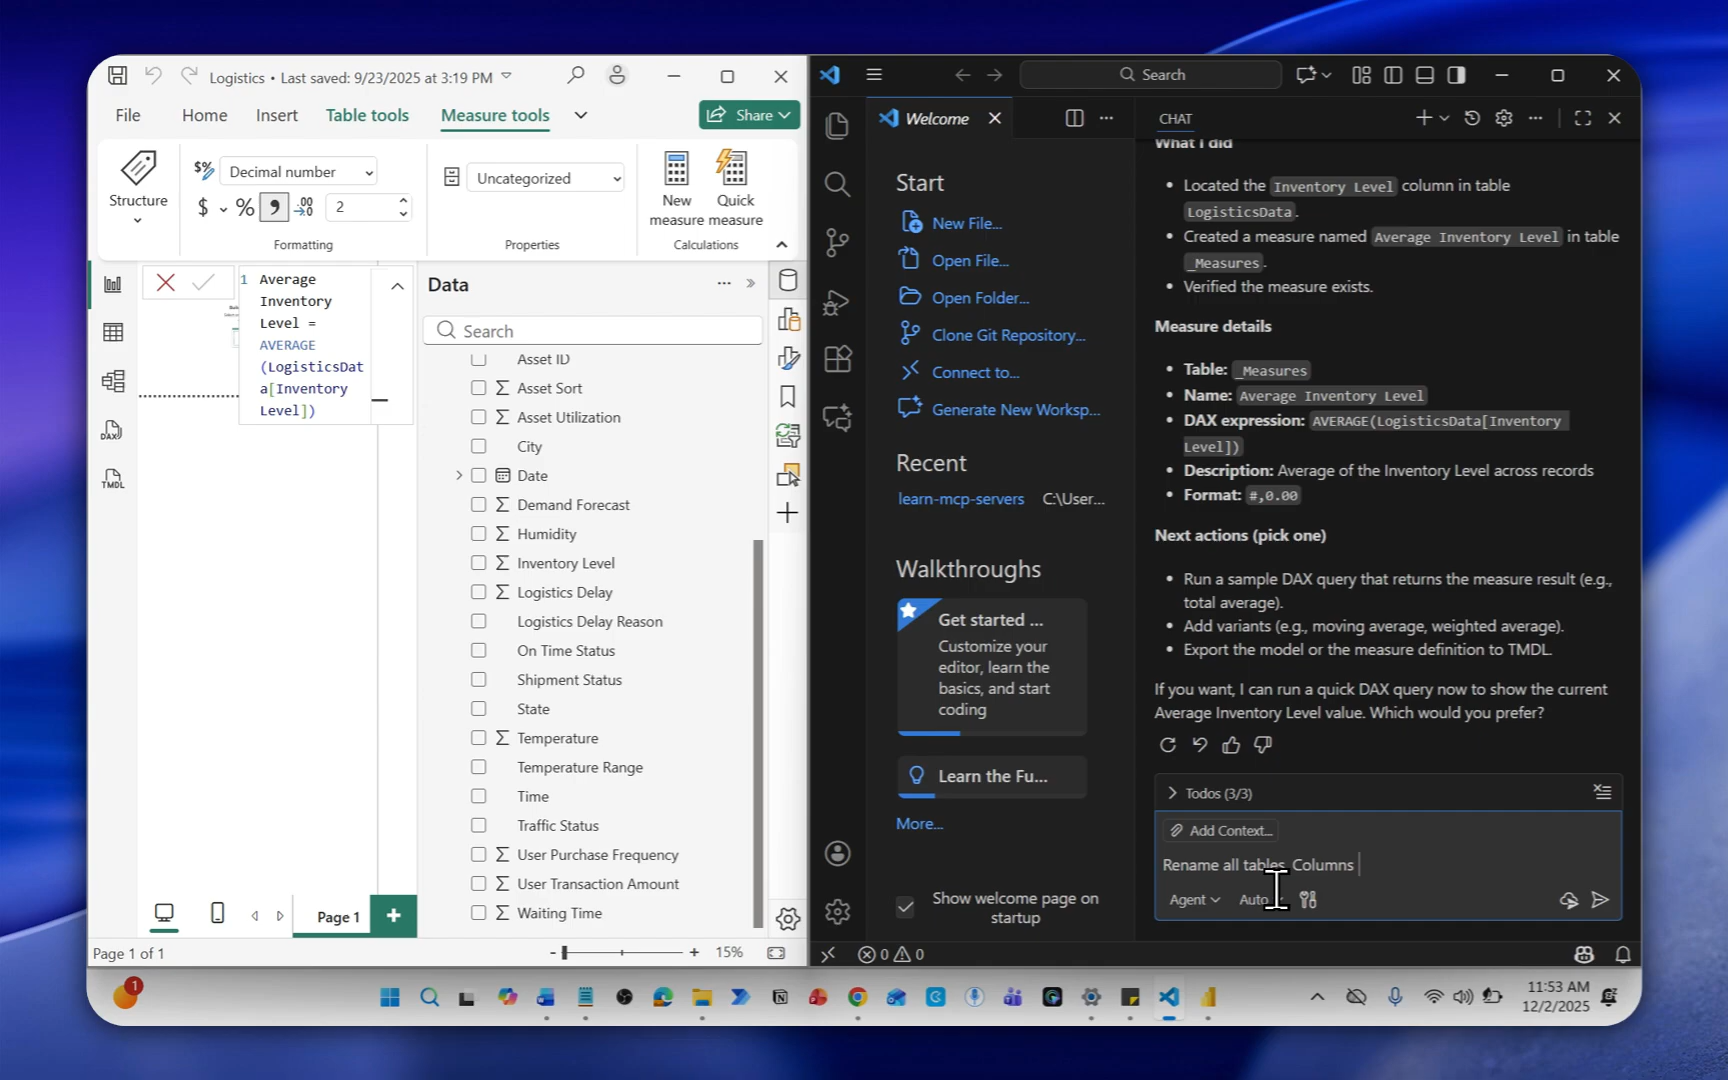 Logistics • Last saved: 9/23/2025 at 3:19 PM
File
Home
Insert
Table tools
Measure tools
Share
Structure
Decimal number
$
%
,
.00
2
Formatting
Uncategorized
Properties
New measure
Quick measure
Calculations
1 Average
Inventory
Level =
AVERAGE
(LogisticsDat
a[Inventory
Level])
Data
Search
Asset ID
Asset Sort
Asset Utilization
City
Date
Demand Forecast
Humidity
Inventory Level
Logistics Delay
Logistics Delay Reason
On Time Status
Shipment Status
State
Temperature
Temperature Range
Time
Traffic Status
User Purchase Frequency
User Transaction Amount
Waiting Time
DAX
TMDL
Page 1
Page 1 of 1
15%
Search
Welcome
Start
New File...
Open File...
Open Folder...
Clone Git Repository...
Connect to...
Generate New Worksp...
Recent
learn-mcp-servers C:\User...
Walkthroughs
Get started ...
Customize your
editor, learn the
basics, and start
coding
Learn the Fu...
More...
Show welcome page on
startup
0 0
CHAT
What I did
• Located the Inventory Level column in table
LogisticsData.
• Created a measure named Average Inventory Level in table
_Measures.
• Verified the measure exists.
Measure details
• Table: _Measures
• Name: Average Inventory Level
• DAX expression: AVERAGE(LogisticsData[Inventory
Level])
• Description: Average of the Inventory Level across records
• Format: #,0.00
Next actions (pick one)
• Run a sample DAX query that returns the measure result (e.g.,
total average).
• Add variants (e.g., moving average, weighted average).
• Export the model or the measure definition to TMDL.
If you want, I can run a quick DAX query now to show the current
Average Inventory Level value. Which would you prefer?
Todos (3/3)
Add Context...
Rename all tables, Columns
Agent
Auto
1
11:53 AM
12/2/2025